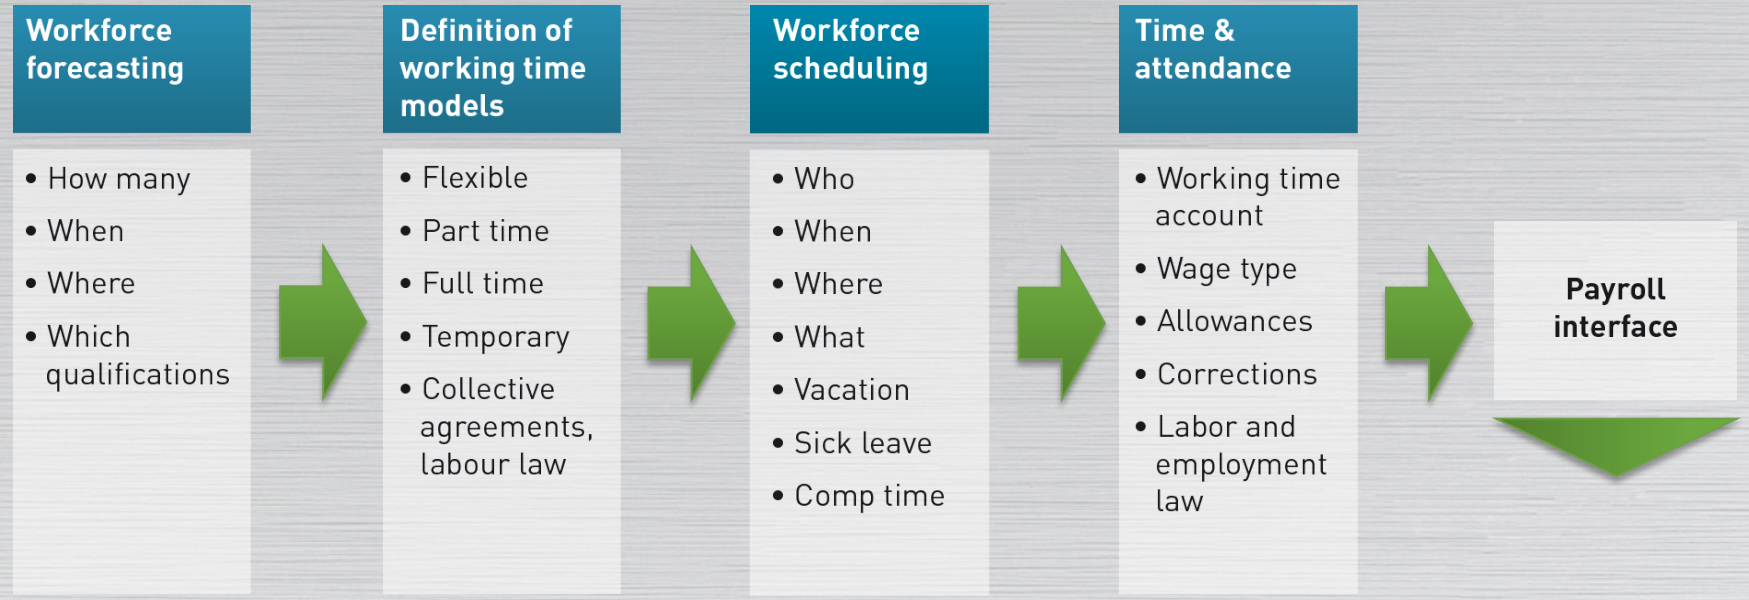 Workforce
forecasting
• How many
• When
• Where
• Which
qualifications
Definition of
working time
models
• Flexible
• Part time
• Full time
• Temporary
• Collective
agreements,
labour law
Workforce
scheduling
• Who
• When
• Where
• What
• Vacation
• Sick leave
• Comp time
Time &
attendance
• Working time
account
• Wage type
• Allowances
• Corrections
• Labor and
employment
law
Payroll
interface